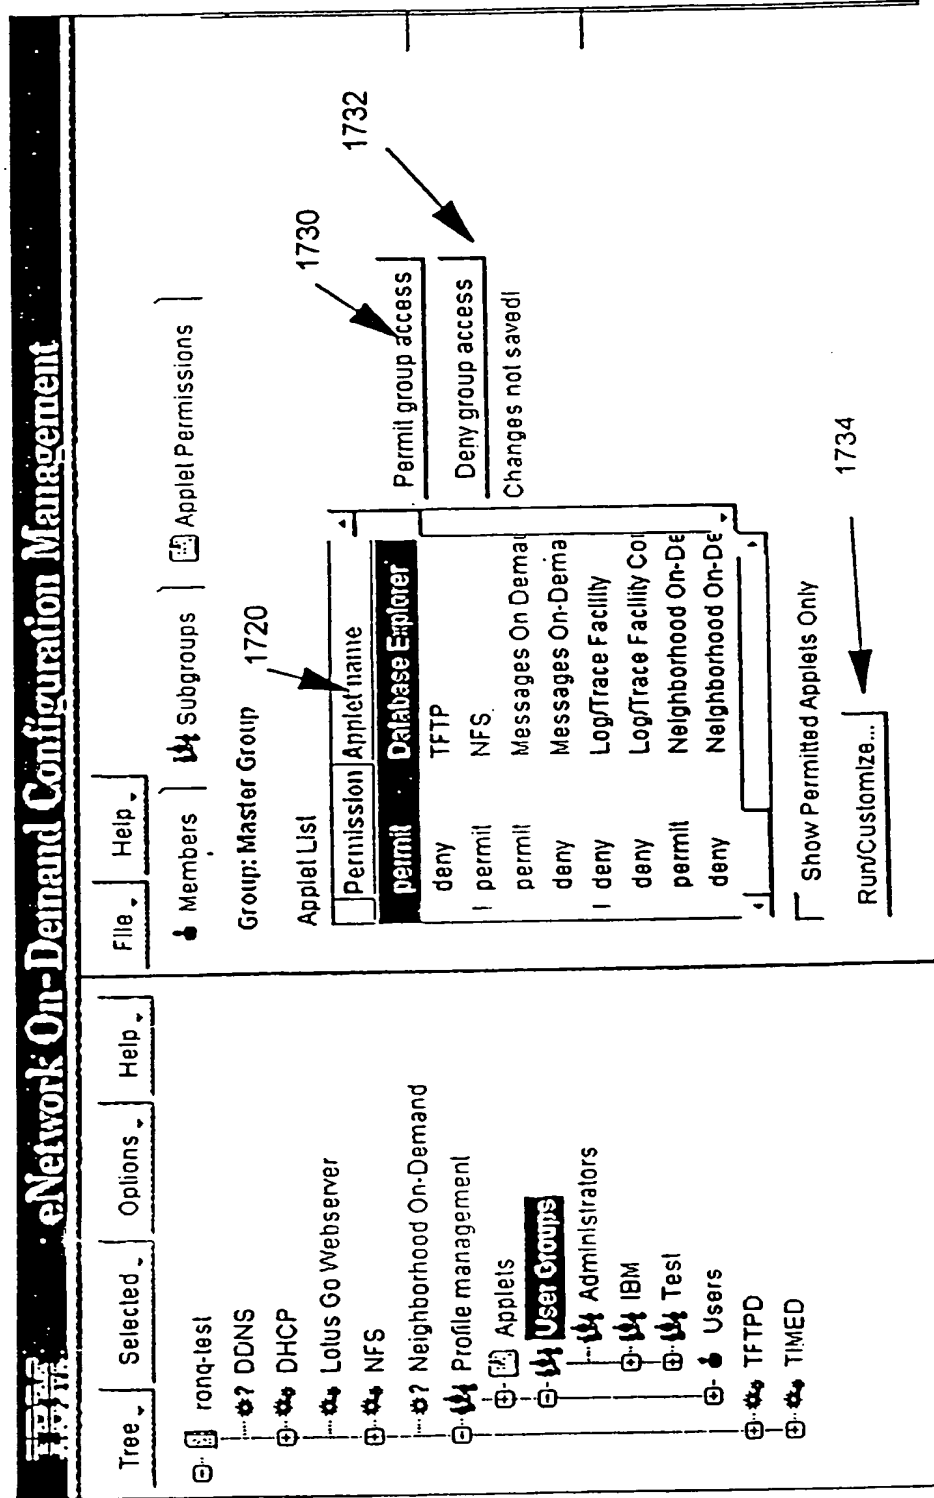 IBM eNetwork On-Demand Configuration Management
Tree Selected Options Help
ronq-test
? DDNS
DHCP
Lotus Go Webserver
NFS
? Neighborhood On-Demand
Profile management
Applets
User Groups
Administrators
IBM
Test
Users
TFTPD
TIMED
File Help
Members Subgroups Applet Permissions
Group: Master Group
1720
Applet List
Permission Applet name
permit Database Explorer
deny TFTP
permit NFS
permit Messages On Demau
deny Messages On-Dema
deny Log/Trace Facility
deny Log/Trace Facility Cou
permit Neighborhood On-De
deny Neighborhood On-De
1730
Permit group access
1732
Deny group access
Changes not saved!
Show Permitted Applets Only
Run/Customize...
1734